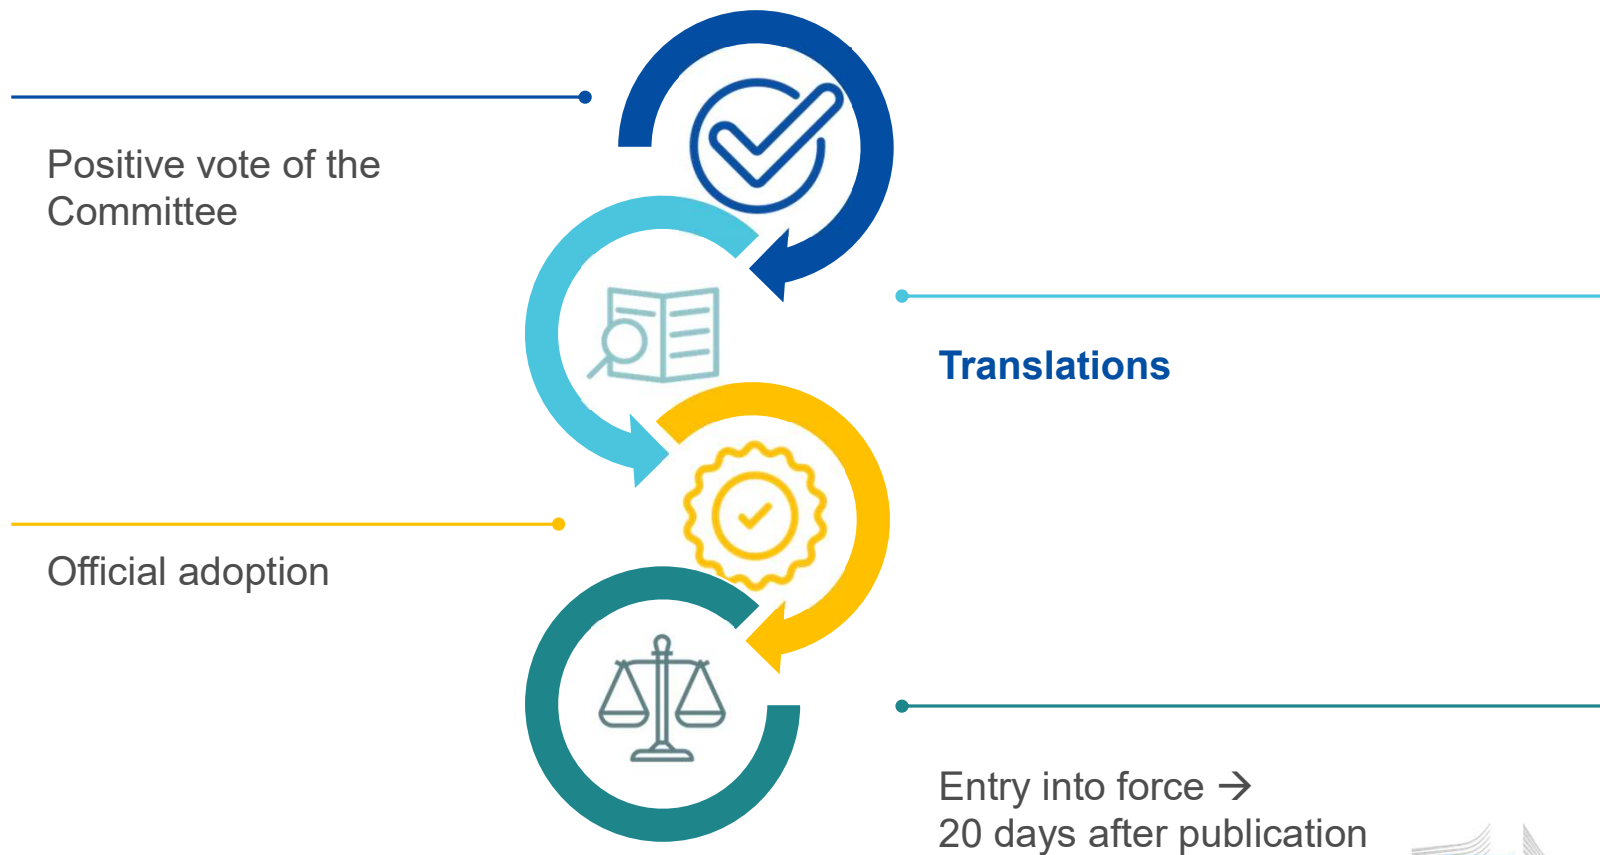 Positive vote of the
Committee
Translations
Official adoption
Entry into force →
20 days after publication